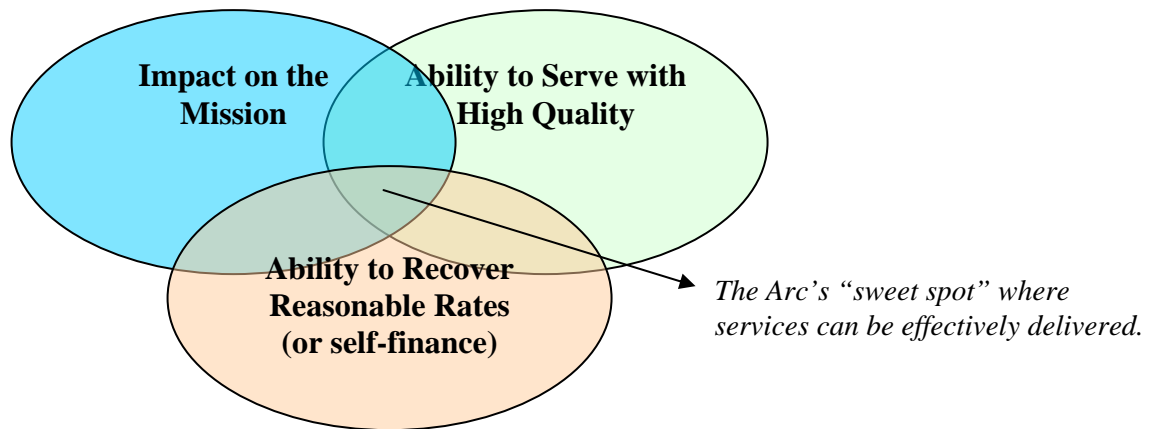 Impact on the
Mission
Ability to Serve with
High Quality
Ability to Recover
Reasonable Rates
(or self-finance)
The Arc’s “sweet spot” where
services can be effectively delivered.